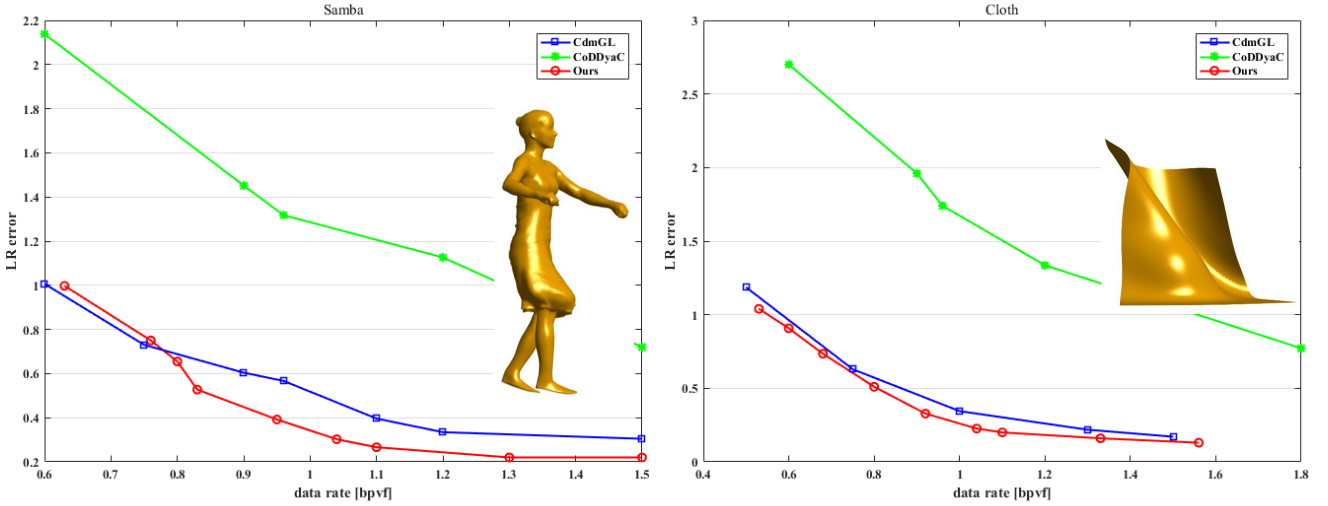 Samba
CdmGL
CoDDyaC
Ours
2.2
2
1.8
1.6
1.4
1.2
1
0.8
0.6
0.4
0.2
LR error
0.6 0.7 0.8 0.9 1 1.1 1.2 1.3 1.4 1.5
data rate [bpvf]
Cloth
CdmGL
CoDDyaC
Ours
3
2.5
2
1.5
1
0.5
0
LR error
0.4 0.6 0.8 1 1.2 1.4 1.6 1.8
data rate [bpvf]